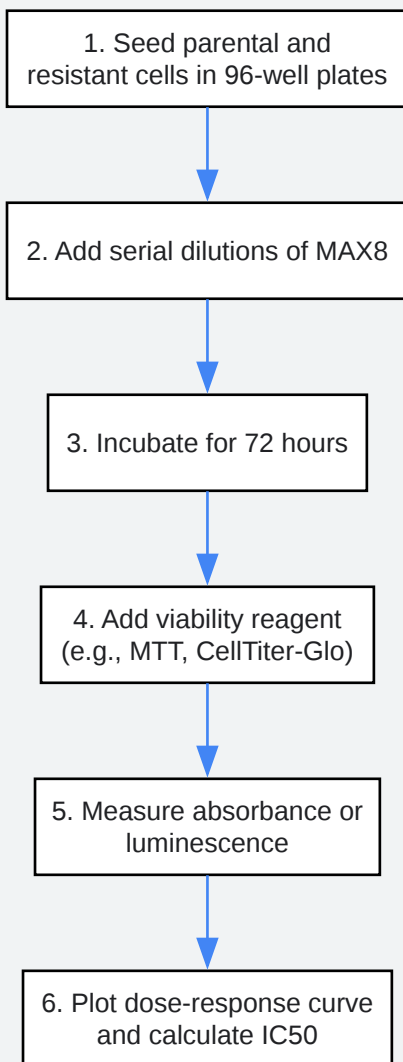 1. Seed parental and
resistant cells in 96-well plates
2. Add serial dilutions of MAX8
3. Incubate for 72 hours
4. Add viability reagent
(e.g., MTT, CellTiter-Glo)
5. Measure absorbance or
luminescence
6. Plot dose-response curve
and calculate IC50